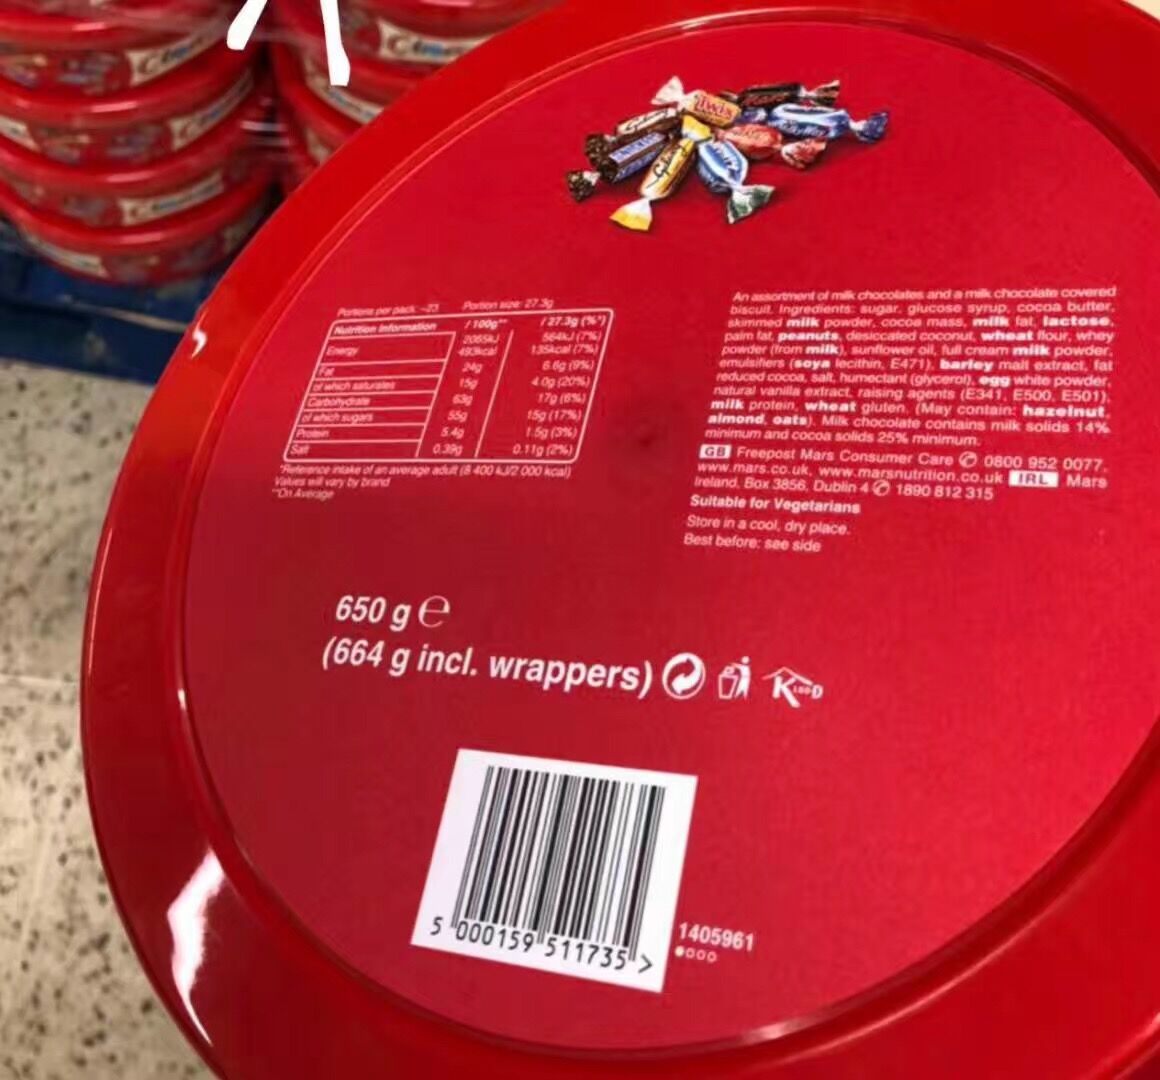 Twix
SNICKERS
Portions per pack: ~23 Portion size: 27.3g
Nutrition Information /100g** /27.3g (%*)
Energy 2065kJ 564kJ (7%)
493kcal 135kcal (7%)
Fat 24g 6.6g (9%)
of which saturates 15g 4.0g (20%)
Carbohydrate 63g 17g (6%)
of which sugars 55g 15g (17%)
Protein 5.4g 1.5g (3%)
Salt 0.39g 0.11g (2%)
*Reference intake of an average adult (8 400 kJ/2 000 kcal)
Values will vary by brand
**On Average
An assortment of milk chocolates and a milk chocolate covered
biscuit. Ingredients: sugar, glucose syrup, cocoa butter,
skimmed milk powder, cocoa mass, milk fat, lactose,
palm fat, peanuts, desiccated coconut, wheat flour, whey
powder (from milk), sunflower oil, full cream milk powder,
emulsifiers (soya lecithin, E471), barley malt extract, fat
reduced cocoa, salt, humectant (glycerol), egg white powder,
natural vanilla extract, raising agents (E341, E500, E501),
milk protein, wheat gluten. (May contain: hazelnut,
almond, oats). Milk chocolate contains milk solids 14%
minimum and cocoa solids 25% minimum.
GB Freepost Mars Consumer Care 0800 952 0077.
www.mars.co.uk, www.marsnutrition.co.uk IRL Mars
Ireland, Box 3856, Dublin 4 1890 812 315
Suitable for Vegetarians
Store in a cool, dry place.
Best before: see side
650 g e
(664 g incl. wrappers) KLBD-D
5 000159 511735 >
1405961